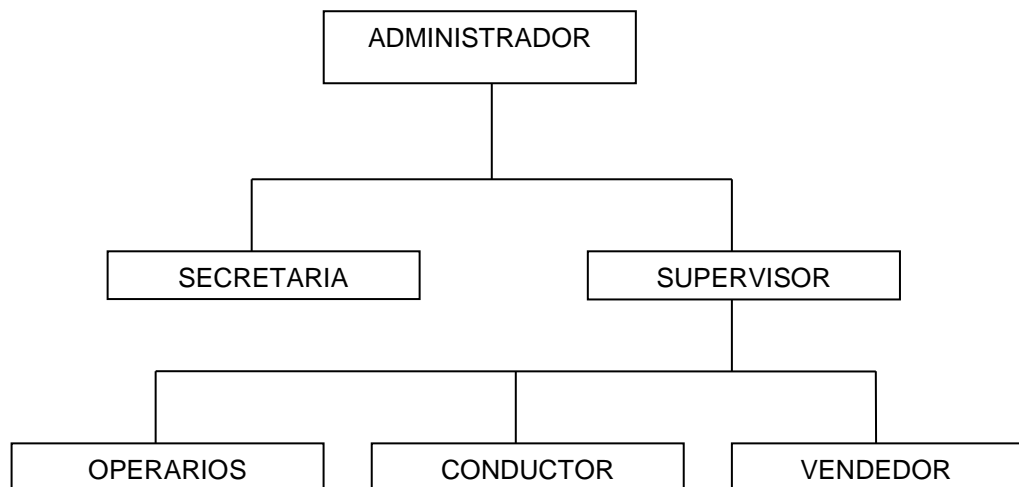 ADMINISTRADOR
SECRETARIA
SUPERVISOR
OPERARIOS
CONDUCTOR
VENDEDOR